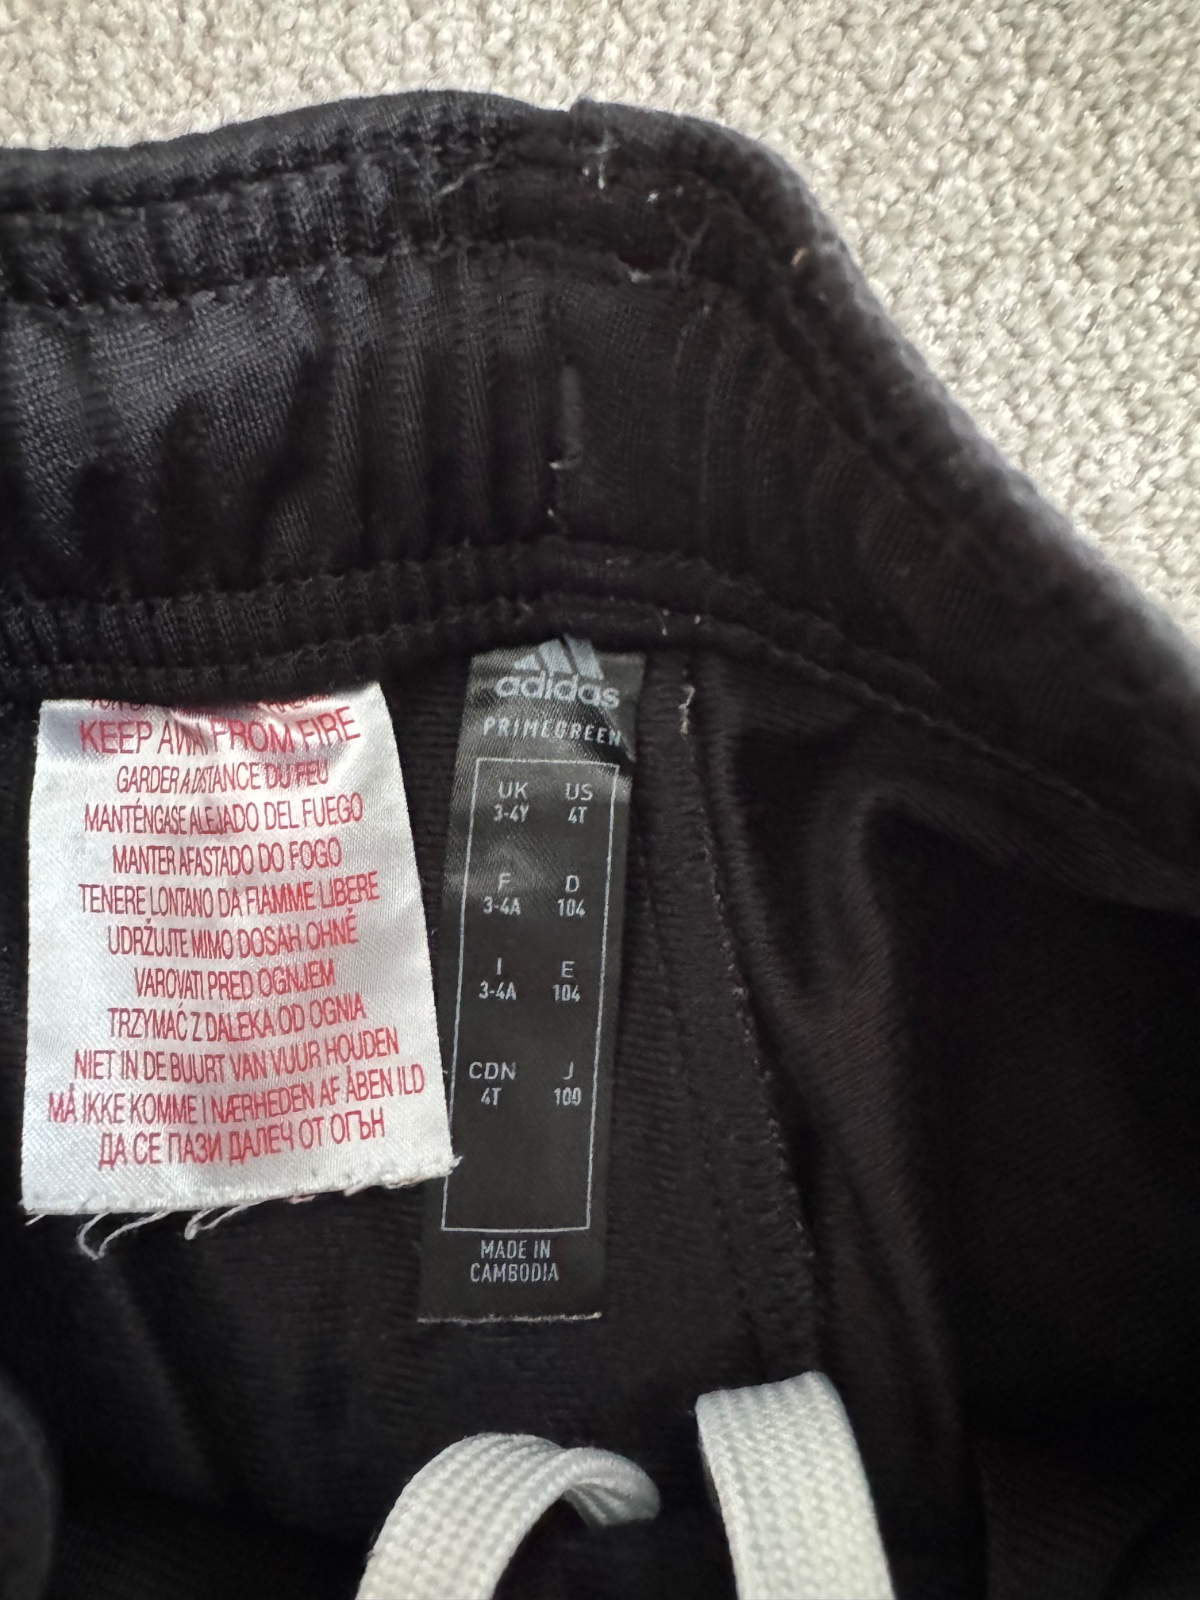 KEEP AWAY FROM FIRE
GARDER A DISTANCE DU FEU
MANTÉNGASE ALEJADO DEL FUEGO
MANTER AFASTADO DO FOGO
TENERE LONTANO DA FIAMME LIBERE
UDRŽUJTE MIMO DOSAH OHNĚ
VAROVATI PRED OGNJEM
TRZYMAĆ Z DALEKA OD OGNIA
NIET IN DE BUURT VAN VUUR HOUDEN
MÅ IKKE KOMME I NÆRHEDEN AF ÅBEN ILD
ДА СЕ ПАЗИ ДАЛЕЧ ОТ ОГЪН
adidas
PRIMEGREEN
UK US
3-4Y 4T
F D
3-4A 104
I E
3-4A 104
CDN J
4T 100
MADE IN
CAMBODIA